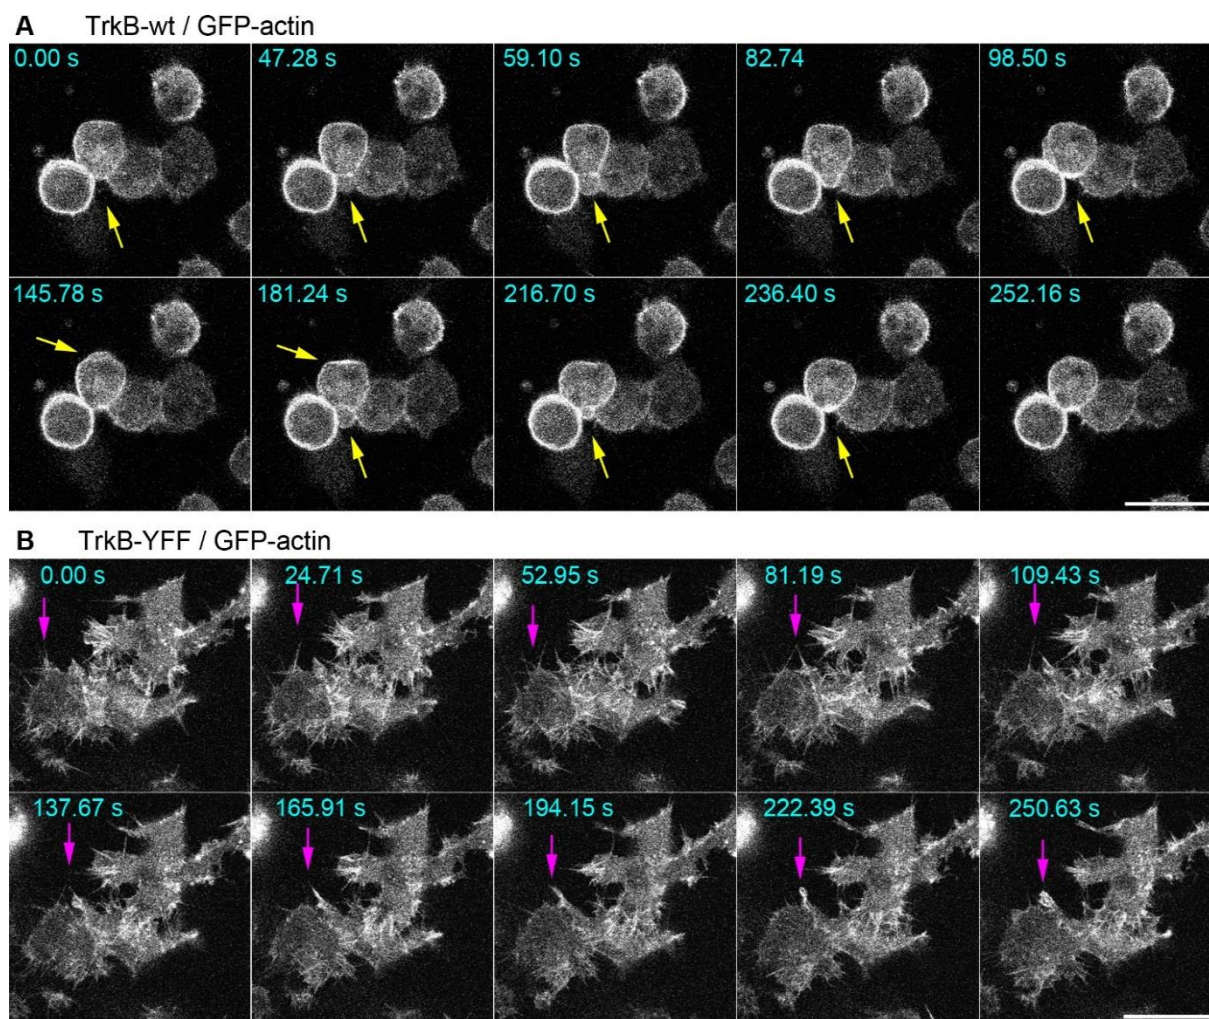 A TrkB-wt / GFP-actin
0.00 s 47.28 s 59.10 s 82.74 98.50 s
145.78 s 181.24 s 216.70 s 236.40 s 252.16 s
B TrkB-YFF / GFP-actin
0.00 s 24.71 s 52.95 s 81.19 s 109.43 s
137.67 s 165.91 s 194.15 s 222.39 s 250.63 s